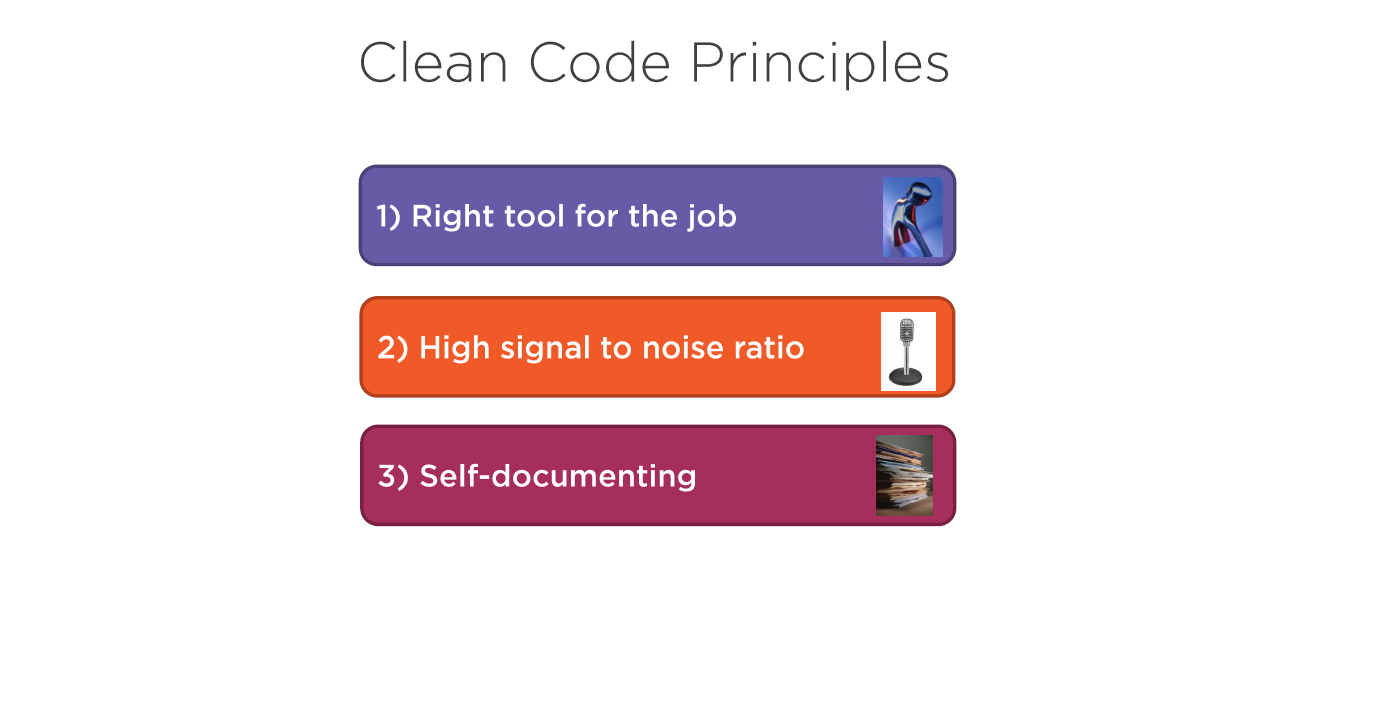 Clean Code Principles
1) Right tool for the job
2) High signal to noise ratio
3) Self-documenting